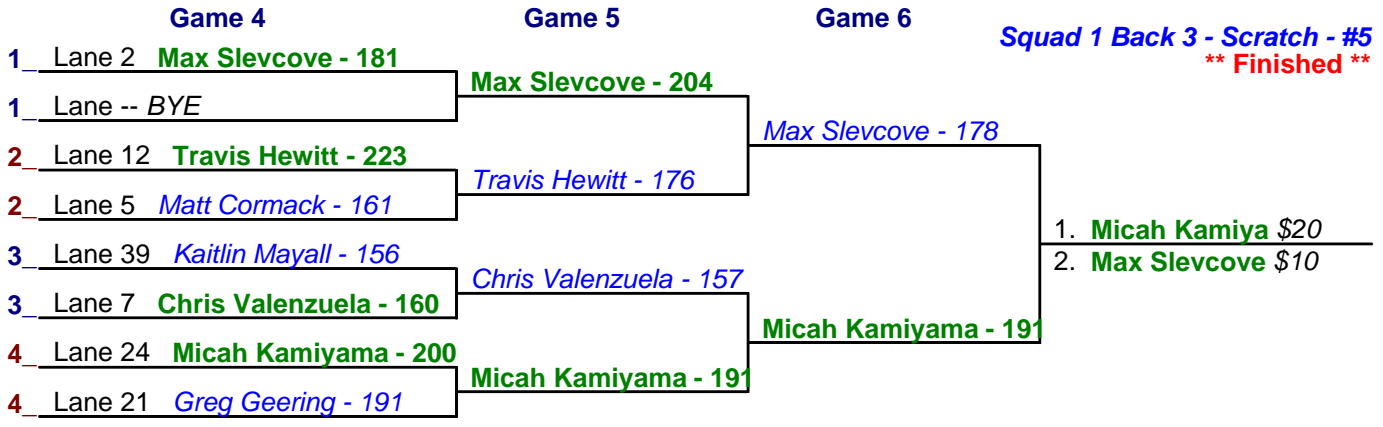 Game 4 Game 5 Game 6
Squad 1 Back 3 - Scratch - #5
** Finished **
1_ Lane 2 Max Slevcove - 181
Max Slevcove - 204
1_ Lane -- BYE
Max Slevcove - 178
2_ Lane 12 Travis Hewitt - 223
Travis Hewitt - 176
2_ Lane 5 Matt Cormack - 161
1. Micah Kamiya $20
2. Max Slevcove $10
3_ Lane 39 Kaitlin Mayall - 156
Chris Valenzuela - 157
3_ Lane 7 Chris Valenzuela - 160
Micah Kamiyama - 191
4_ Lane 24 Micah Kamiyama - 200
Micah Kamiyama - 191
4_ Lane 21 Greg Geering - 191